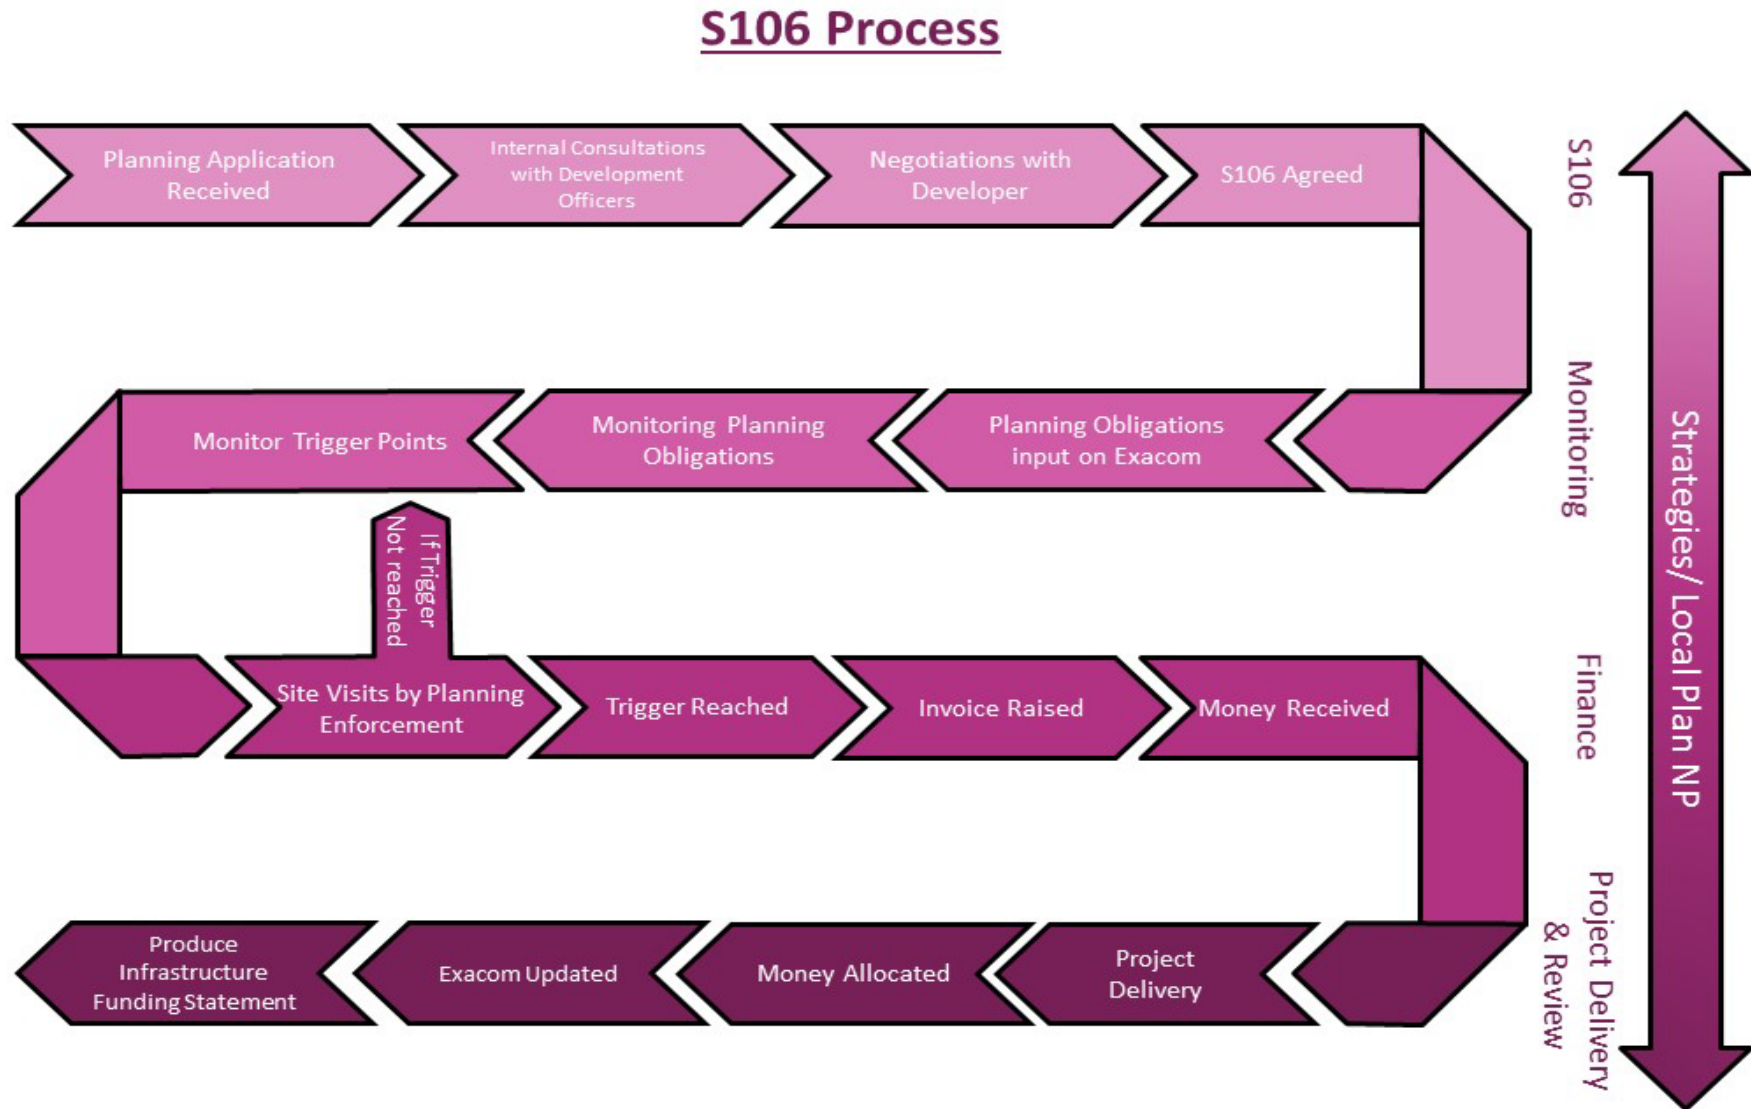 S106 Process
Planning Application
Received
Internal Consultations
with Development
Officers
Negotiations with
Developer
S106 Agreed
S106
Planning Obligations
input on Exacom
Monitoring Planning
Obligations
Monitor Trigger Points
Monitoring
If Trigger
Not reached
Site Visits by Planning
Enforcement
Trigger Reached
Invoice Raised
Money Received
Finance
Project
Delivery
Money Allocated
Exacom Updated
Produce
Infrastructure
Funding Statement
Project Delivery
& Review
Strategies/ Local Plan NP